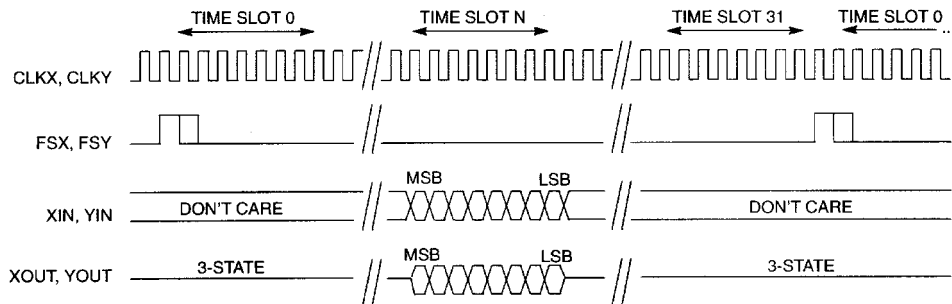 TIME SLOT 0 TIME SLOT N TIME SLOT 31 TIME SLOT 0
CLKX, CLKY
FSX, FSY
MSB LSB
XIN, YIN DON'T CARE DON'T CARE
MSB LSB
XOUT, YOUT 3-STATE 3-STATE